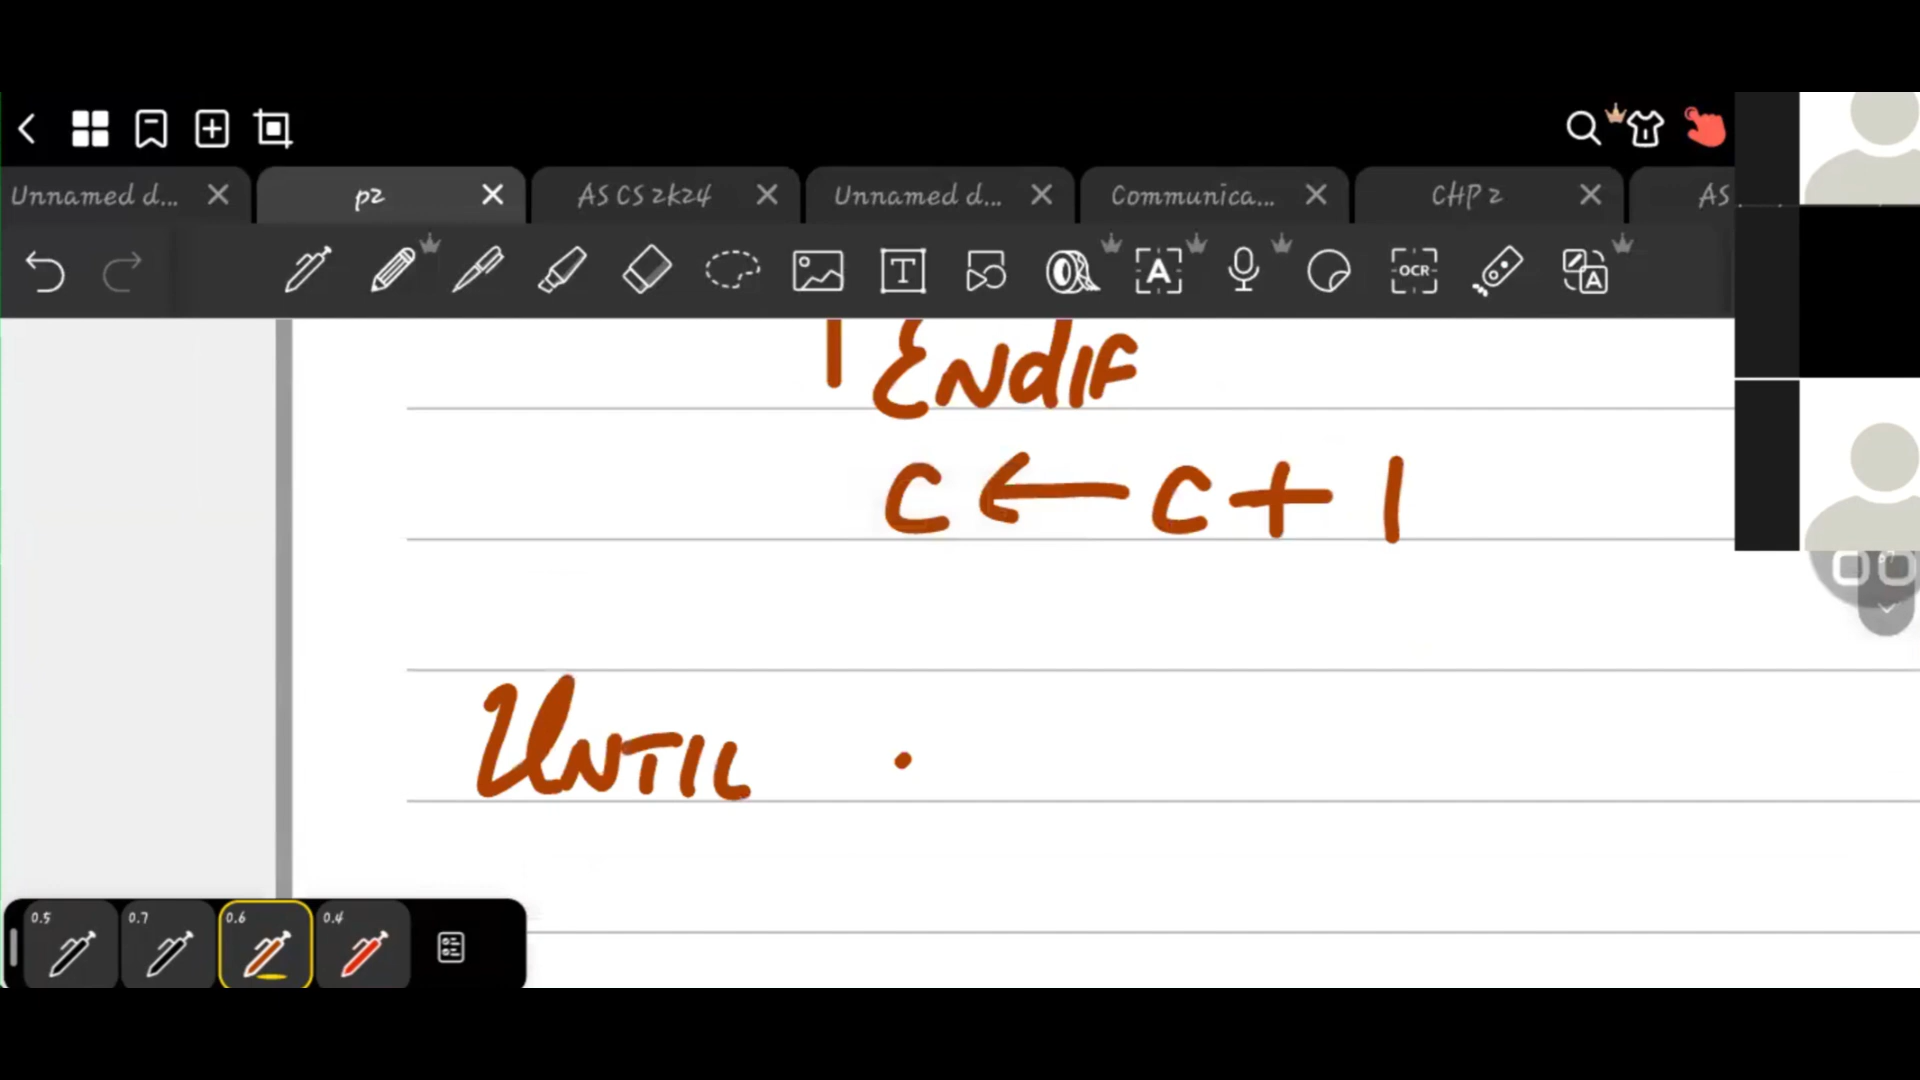 Unnamed d...
p2
AS CS 2k24
Unnamed d...
Communica...
CHP 2
AS
T
A
OCR
A
ENdIF
C ← C + 1
UNTIL .
0.5
0.7
0.6
0.4